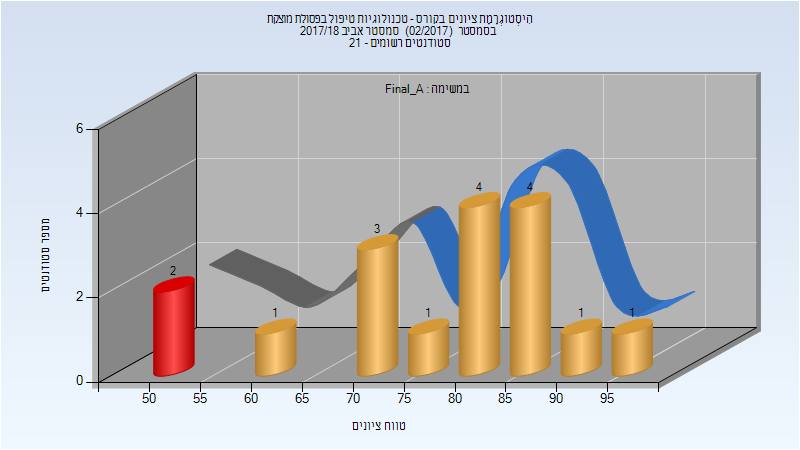 היסטוגרמת ציונים בקורס - טכנולוגיות טיפול בפסולת מוצקת
בסמסטר (02/2017) סמסטר אביב 2017/18
סטודנטים רשומים - 21
במשימה : Final_A
מספר סטודנטים
6
4
2
0
2
1
3
1
4
4
1
1
50 55 60 65 70 75 80 85 90 95
טווח ציונים